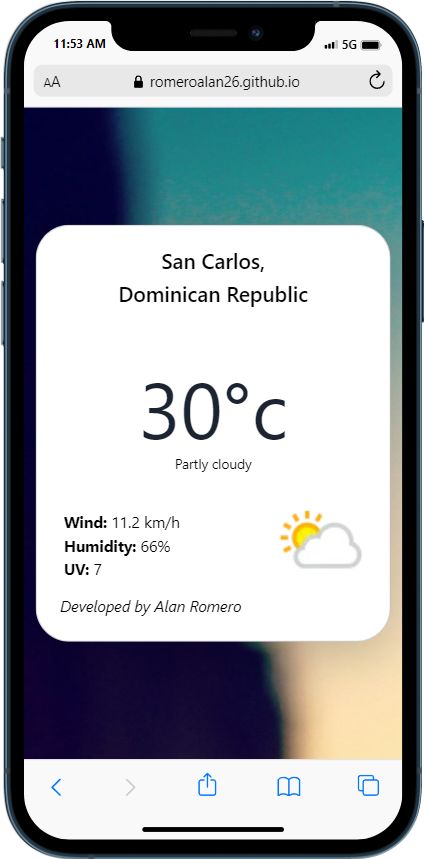 11:53 AM 5G
AA romeroalan26.github.io
San Carlos,
Dominican Republic
30°c
Partly cloudy
Wind: 11.2 km/h
Humidity: 66%
UV: 7
Developed by Alan Romero